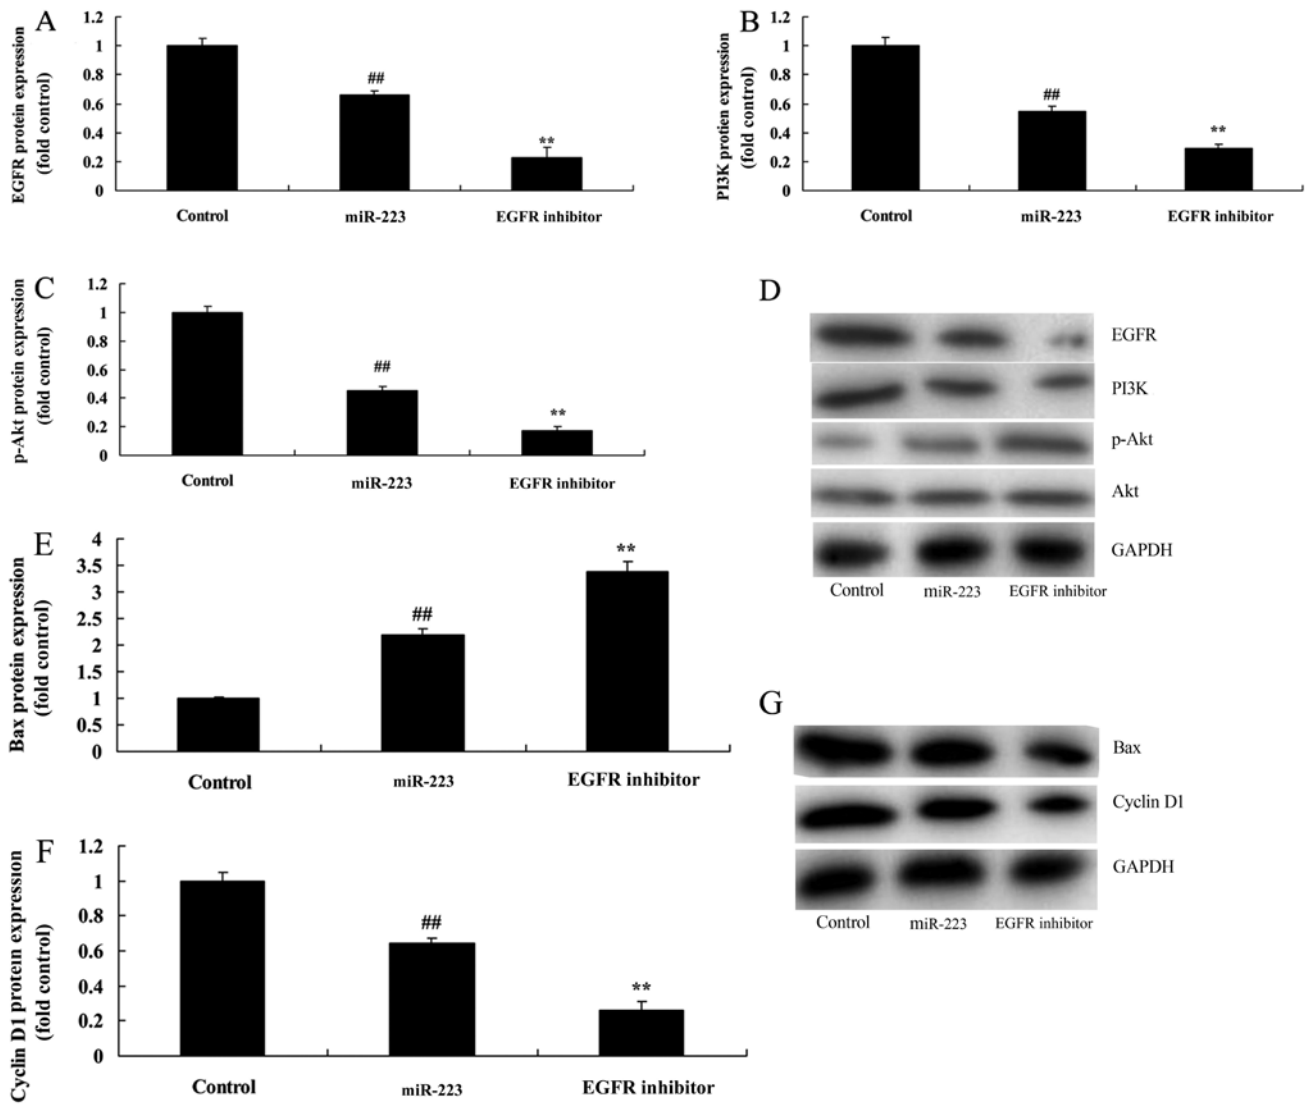 A
EGFR protein expression
(fold control)
1.2
1
0.8
0.6
0.4
0.2
0
##
**
Control
miR-223
EGFR inhibitor
B
PI3K protien expression
(fold control)
1.2
1
0.8
0.6
0.4
0.2
0
##
**
Control
miR-223
EGFR inhibitor
C
p-Akt protein expression
(fold control)
1.2
1
0.8
0.6
0.4
0.2
0
##
**
Control
miR-223
EGFR inhibitor
D
EGFR
PI3K
p-Akt
Akt
GAPDH
Control
miR-223
EGFR inhibitor
E
Bax protein expression
(fold control)
4
3.5
3
2.5
2
1.5
1
0.5
0
##
**
Control
miR-223
EGFR inhibitor
F
Cyclin D1 protein expression
(fold control)
1.2
1
0.8
0.6
0.4
0.2
0
##
**
Control
miR-223
EGFR inhibitor
G
Bax
Cyclin D1
GAPDH
Control
miR-223
EGFR inhibitor